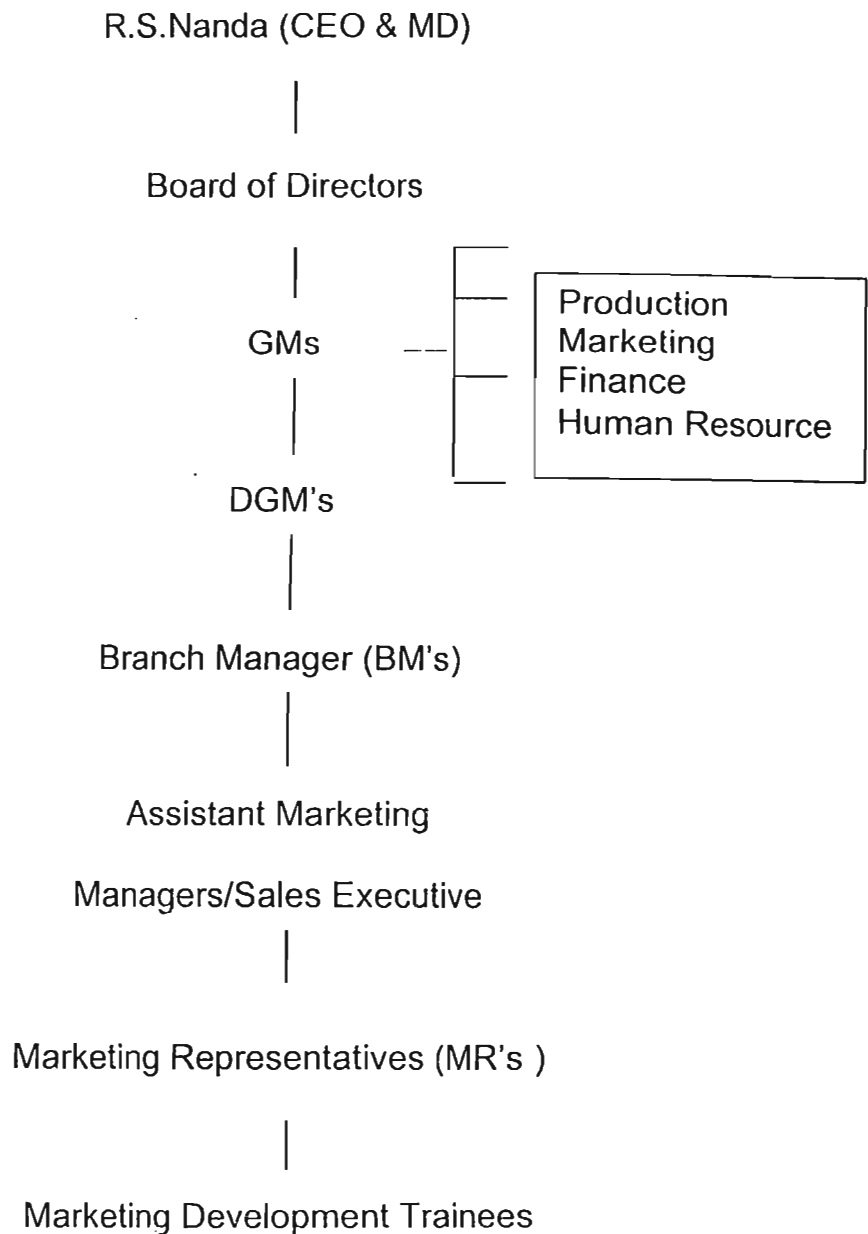 R.S.Nanda (CEO & MD)
Board of Directors
GMs
Production
Marketing
Finance
Human Resource
DGM's
Branch Manager (BM's)
Assistant Marketing
Managers/Sales Executive
Marketing Representatives (MR's )
Marketing Development Trainees